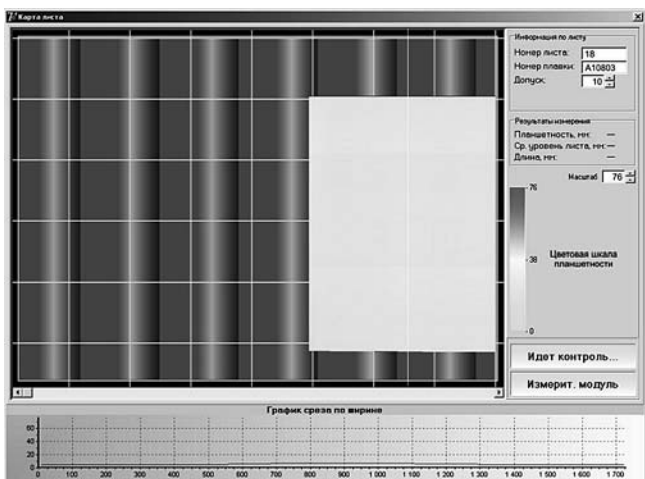 Карта листа
Информация по листу
Номер листа: 18
Номер плавки: А10803
Допуск: 10
Результаты измерения
Планшетность, мм: —
Ср. уровень листа, мм: —
Длина, мм: —
Масштаб 76
76
38
Цветовая шкала
планшетности
0
Идет контроль...
Измерит. модуль
График среза по ширине
60
40
20
0
0 100 200 300 400 500 600 700 800 900 1 000 1 100 1 200 1 300 1 400 1 500 1 600 1 700